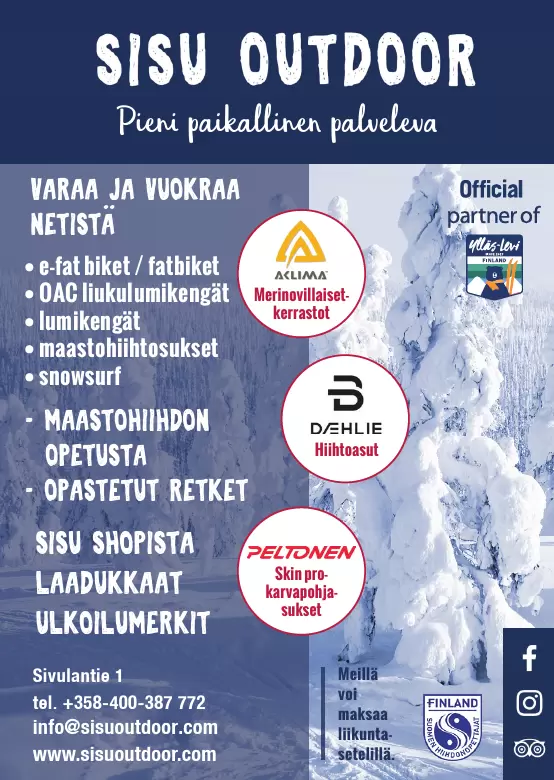 SISU OUTDOOR
Pieni paikallinen palveleva
VARAA JA VUOKRAA
NETISTÄ
• e-fat biket / fatbiket
• OAC liukulumikengät
• lumikengät
• maastohiihtosukset
• snowsurf
- MAASTOHIIHDON
OPETUSTA
- OPASTETUT RETKET
SISU SHOPISTA
LAADUKKAAT
ULKOILUMERKIT
Sivulantie 1
tel. +358-400-387 772
info@sisuoutdoor.com
www.sisuoutdoor.com
ACLIMA
Merinovillaiset-
kerrastot
DÆHLIE
Hiihtoasut
PELTONEN
Skin pro-
karvapohja-
sukset
Official
partner of
Ylläs-Levi
FINLAND
Meillä
voi
maksaa
liikunta-
setelillä.
FINLAND
SUOMEN HIIHDONOPETTAJAT